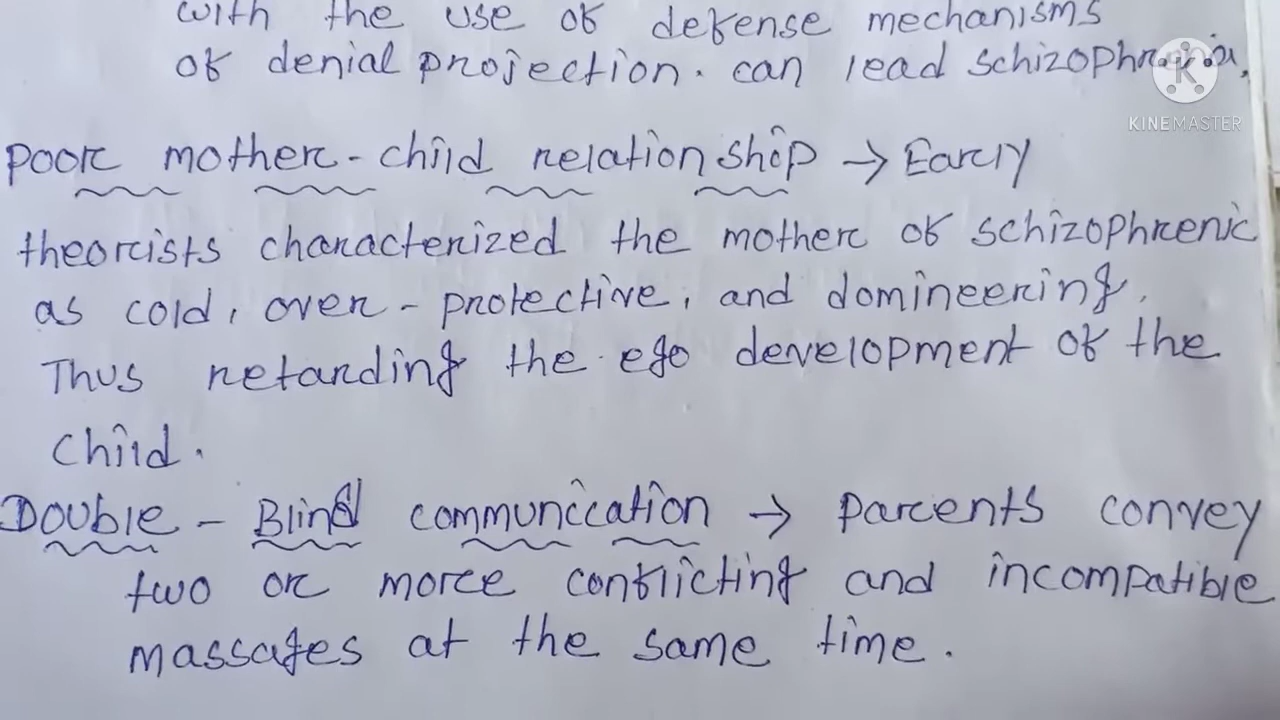 with the use of defense mechanisms
of denial projection. can lead schizophrenia.
KINEMASTER
Poor mother-child relationship → Early
theorists characterized the mother of schizophrenic
as cold, over-protective, and domineering.
Thus retarding the ego development of the
child.
Double-Blind communication → Parents convey
two or more conflicting and incompatible
massages at the same time.